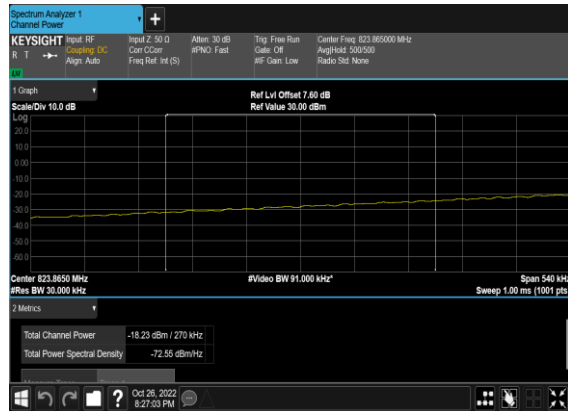 Spectrum Analyzer 1
Channel Power
+
KEYSIGHT Input: RF Input Z: 50 Ω Atten: 30 dB Trig: Free Run Center Freq: 823.865000 MHz
R T Coupling: DC Corr CCorr #PNO: Fast Gate: Off Avg|Hold: 500/500
Align: Auto Freq Ref: Int (S) #IF Gain: Low Radio Std: None
1 Graph
Ref Lvl Offset 7.60 dB
Scale/Div 10.0 dB Ref Value 30.00 dBm
Log
20.0
10.0
0.00
-10.0
-20.0
-30.0
-40.0
-50.0
-60.0
Center 823.8650 MHz #Video BW 91.000 kHz* Span 540 kHz
#Res BW 30.000 kHz Sweep 1.00 ms (1001 pts)
2 Metrics
Total Channel Power -18.23 dBm / 270 kHz
Total Power Spectral Density -72.55 dBm/Hz
?
Oct 26, 2022
8:27:03 PM